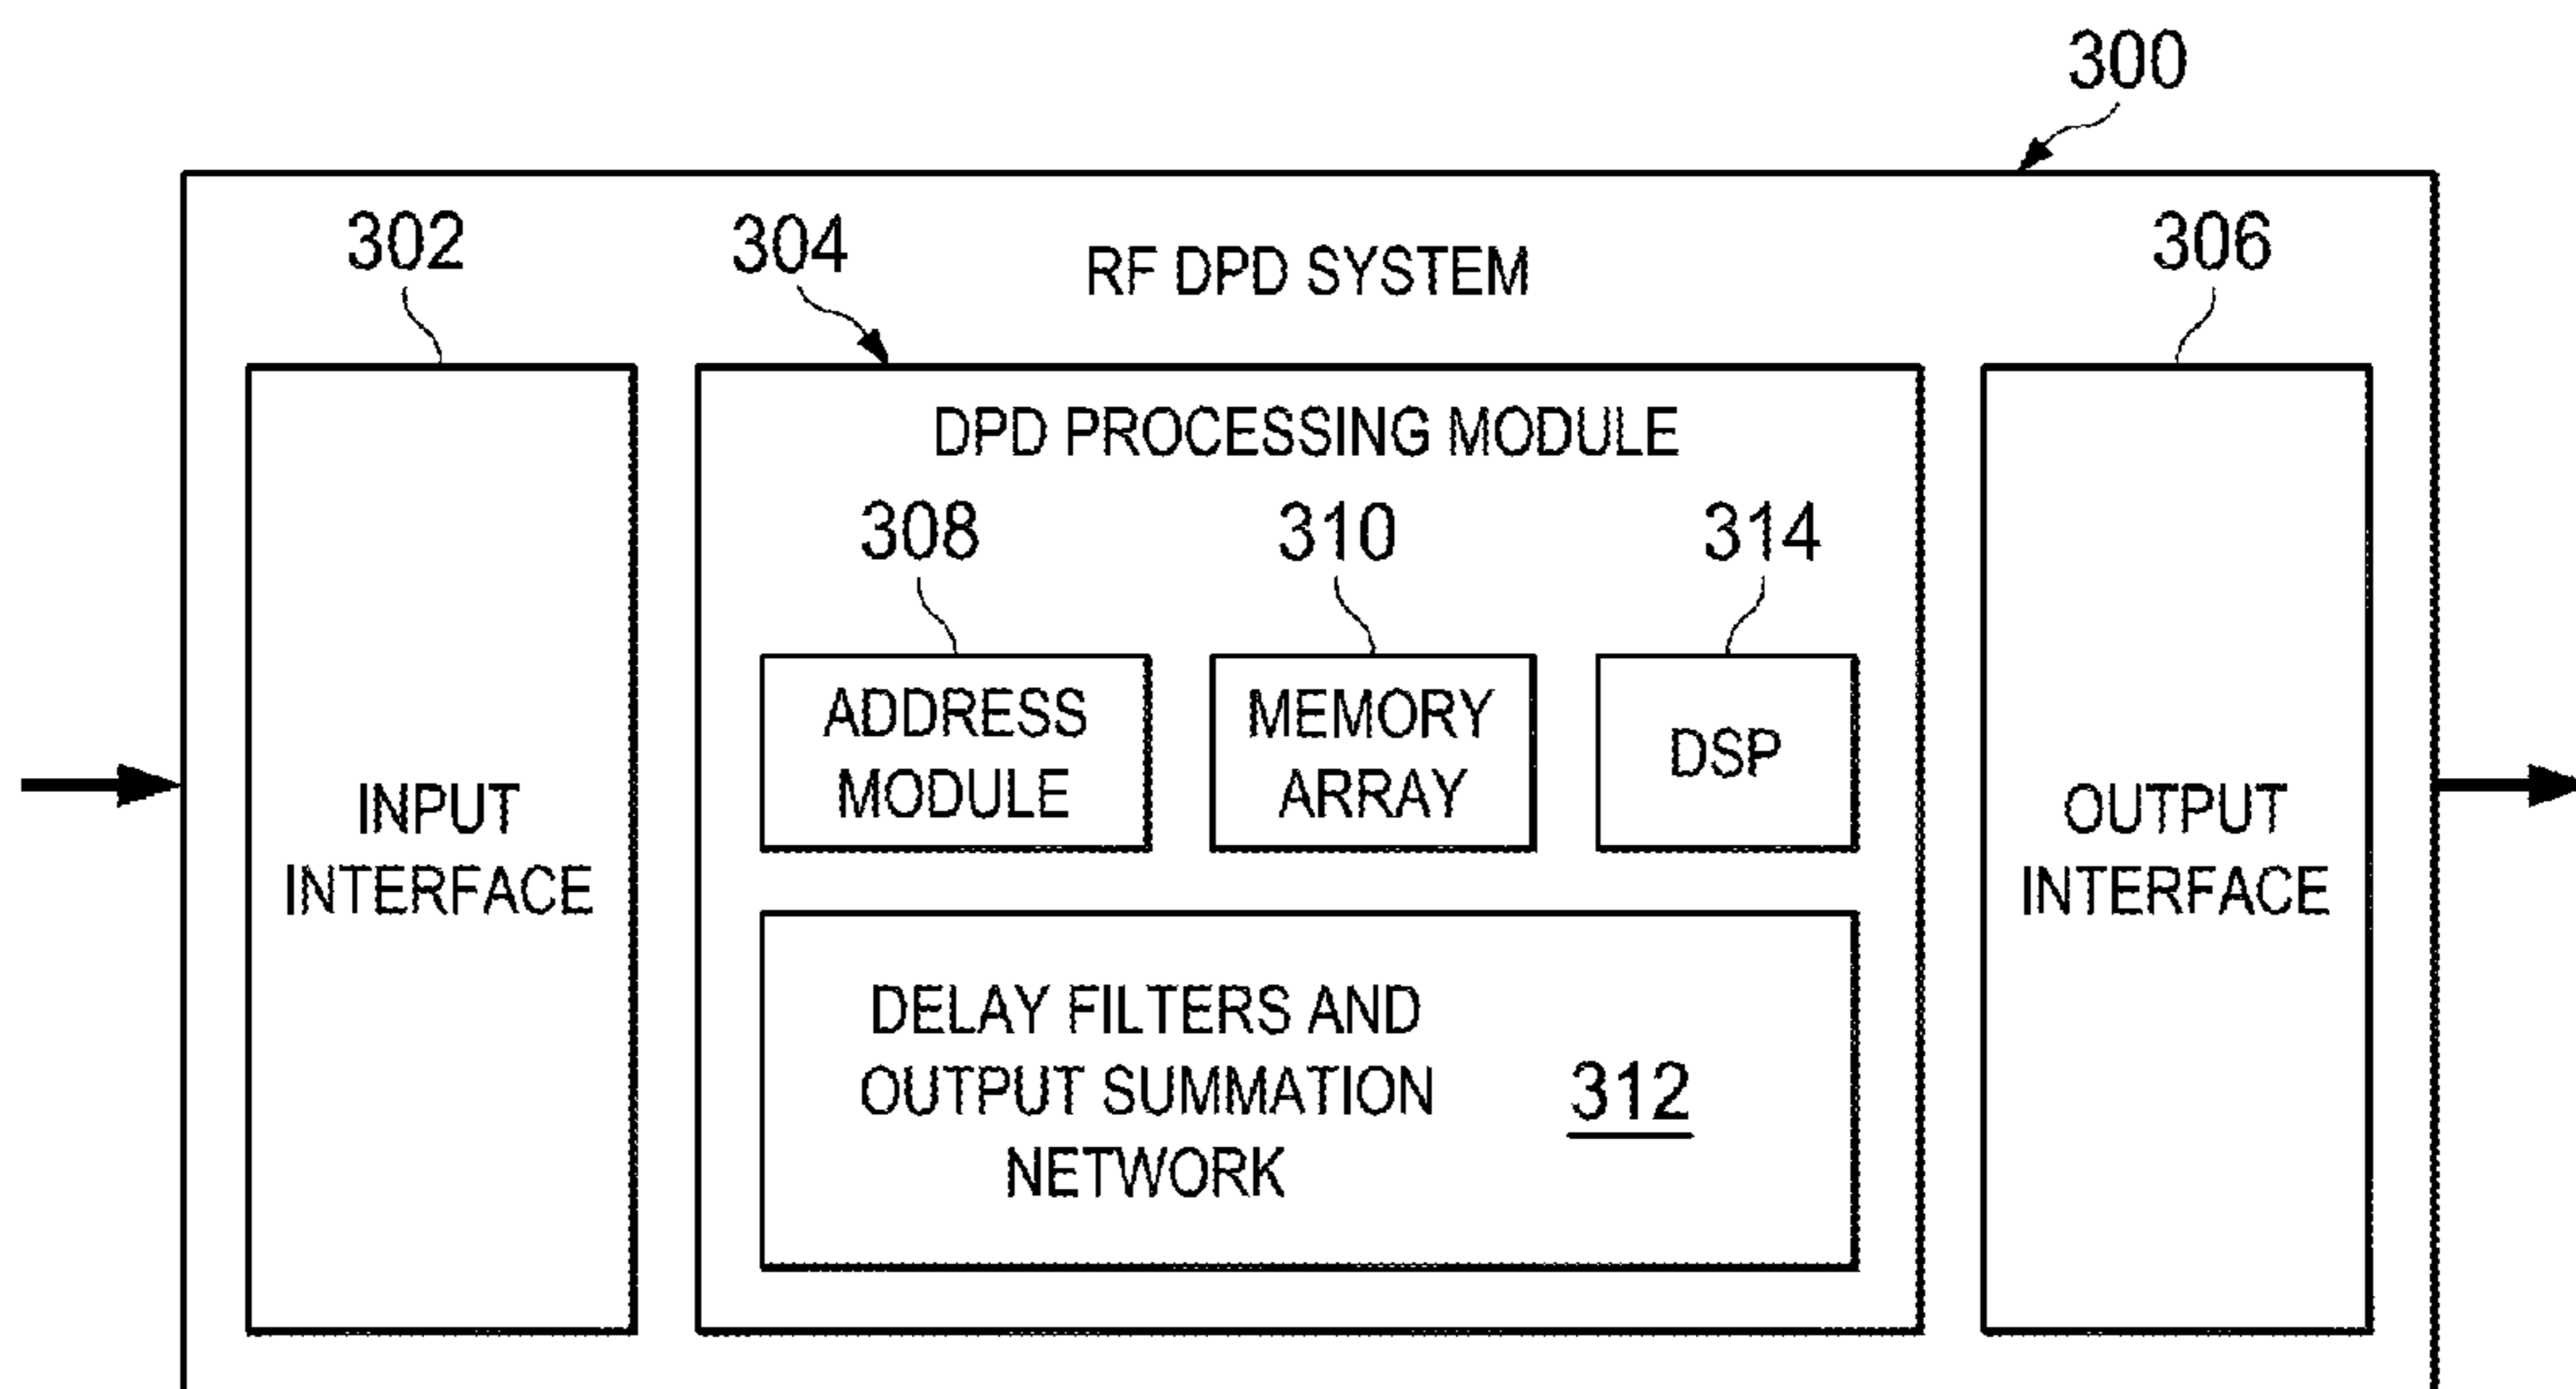 300
302
304
RF DPD SYSTEM
306
DPD PROCESSING MODULE
308
310
314
ADDRESS
MODULE
MEMORY
ARRAY
DSP
INPUT
INTERFACE
OUTPUT
INTERFACE
DELAY FILTERS AND
OUTPUT SUMMATION
NETWORK
312